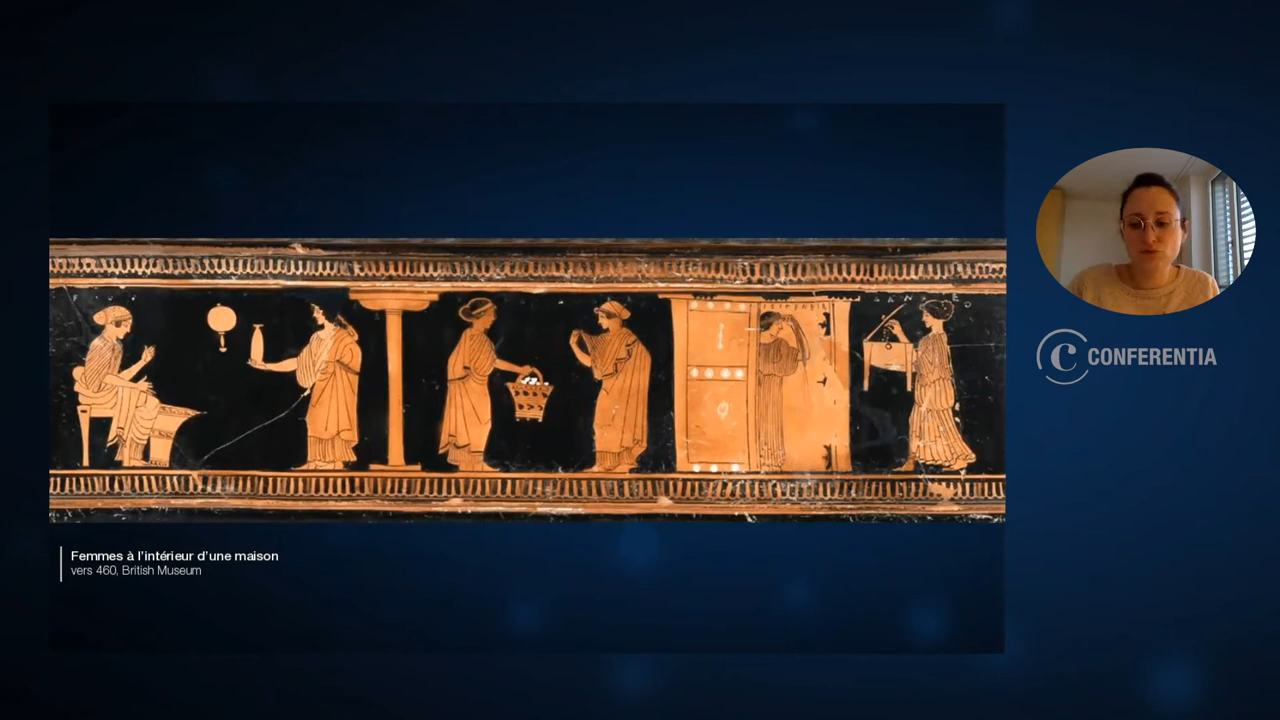 Femmes à l'intérieur d'une maison
vers 460, British Museum
CONFERENTIA